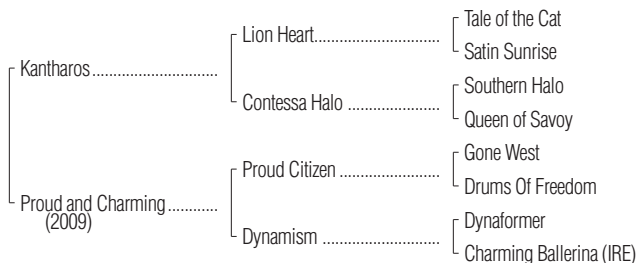 Tale of the Cat
Lion Heart
Satin Sunrise
Kantharos
Southern Halo
Contessa Halo
Queen of Savoy
Gone West
Proud Citizen
Drums Of Freedom
Proud and Charming
(2009)
Dynaformer
Dynamism
Charming Ballerina (IRE)